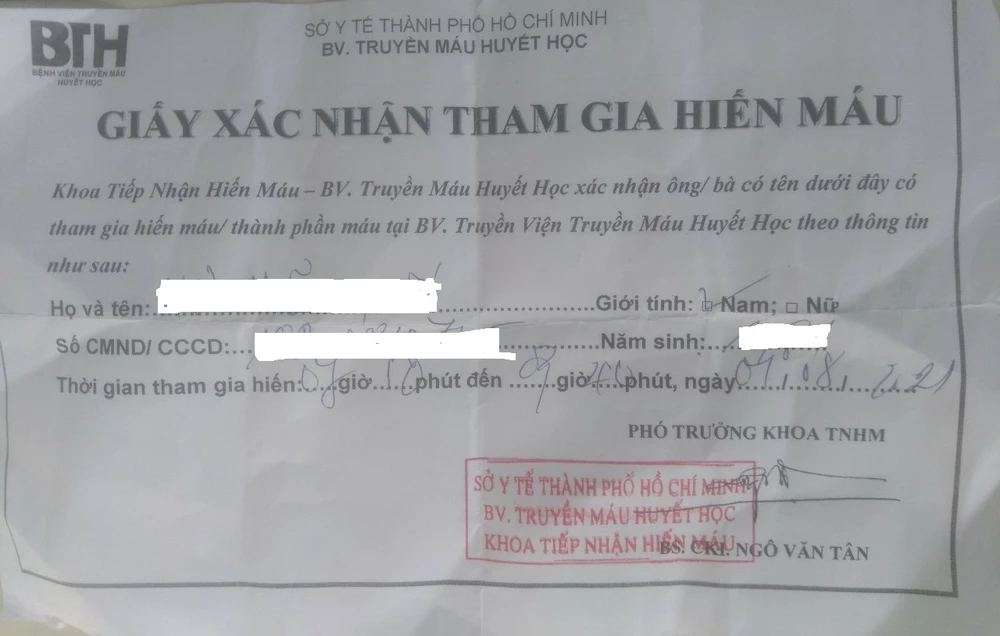 BTH
BỆNH VIỆN TRUYỀN MÁU
HUYẾT HỌC
SỞ Y TẾ THÀNH PHỐ HỒ CHÍ MINH
BV. TRUYỀN MÁU HUYẾT HỌC
GIẤY XÁC NHẬN THAM GIA HIẾN MÁU
Khoa Tiếp Nhận Hiến Máu – BV. Truyền Máu Huyết Học xác nhận ông/ bà có tên dưới đây có
tham gia hiến máu/ thành phần máu tại BV. Truyền Viện Truyền Máu Huyết Học theo thông tin
như sau:
Họ và tên:....................Giới tính: □ Nam; □ Nữ
Số CMND/ CCCD:....................Năm sinh:........
Thời gian tham gia hiến:.....giờ.....phút đến .......giờ.....phút, ngày 04/08/2021
PHÓ TRƯỞNG KHOA TNHM
SỞ Y TẾ THÀNH PHỐ HỒ CHÍ MINH
BV. TRUYỀN MÁU HUYẾT HỌC
KHOA TIẾP NHẬN HIẾN MÁU
BS. CKI. NGÔ VĂN TÂN